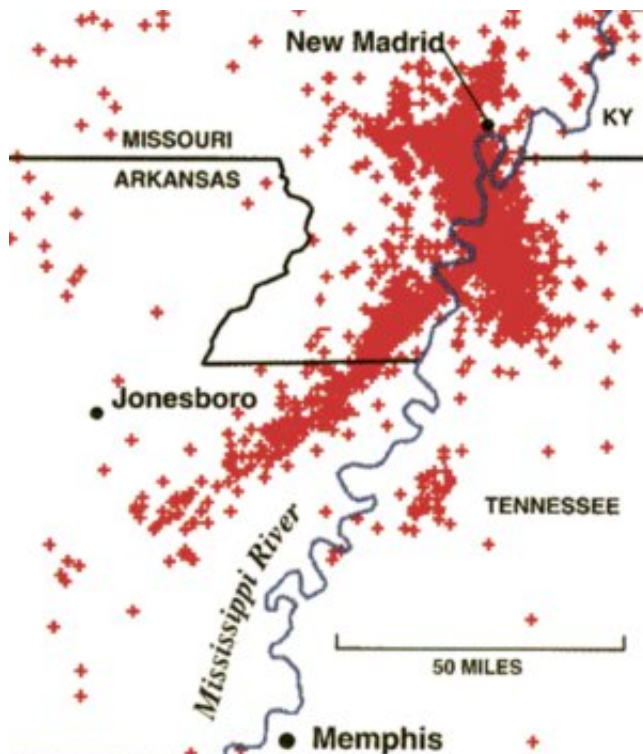 New Madrid
KY
MISSOURI
ARKANSAS
Jonesboro
TENNESSEE
Mississippi River
50 MILES
Memphis